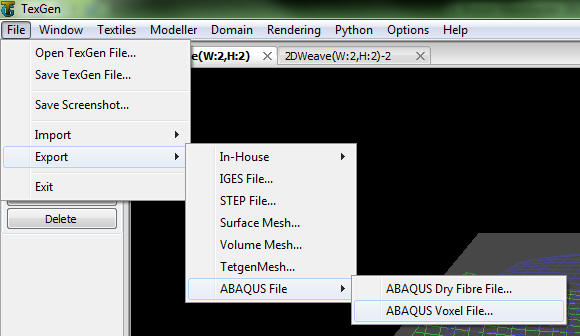 TexGen
File Window Textiles Modeller Domain Rendering Python Options Help
Open TexGen File...
Save TexGen File...
Save Screenshot...
Import
Export
Exit
Delete
e(W:2,H:2) 2DWeave(W:2,H:2)-2
In-House
IGES File...
STEP File...
Surface Mesh...
Volume Mesh...
TetgenMesh...
ABAQUS File
ABAQUS Dry Fibre File...
ABAQUS Voxel File...